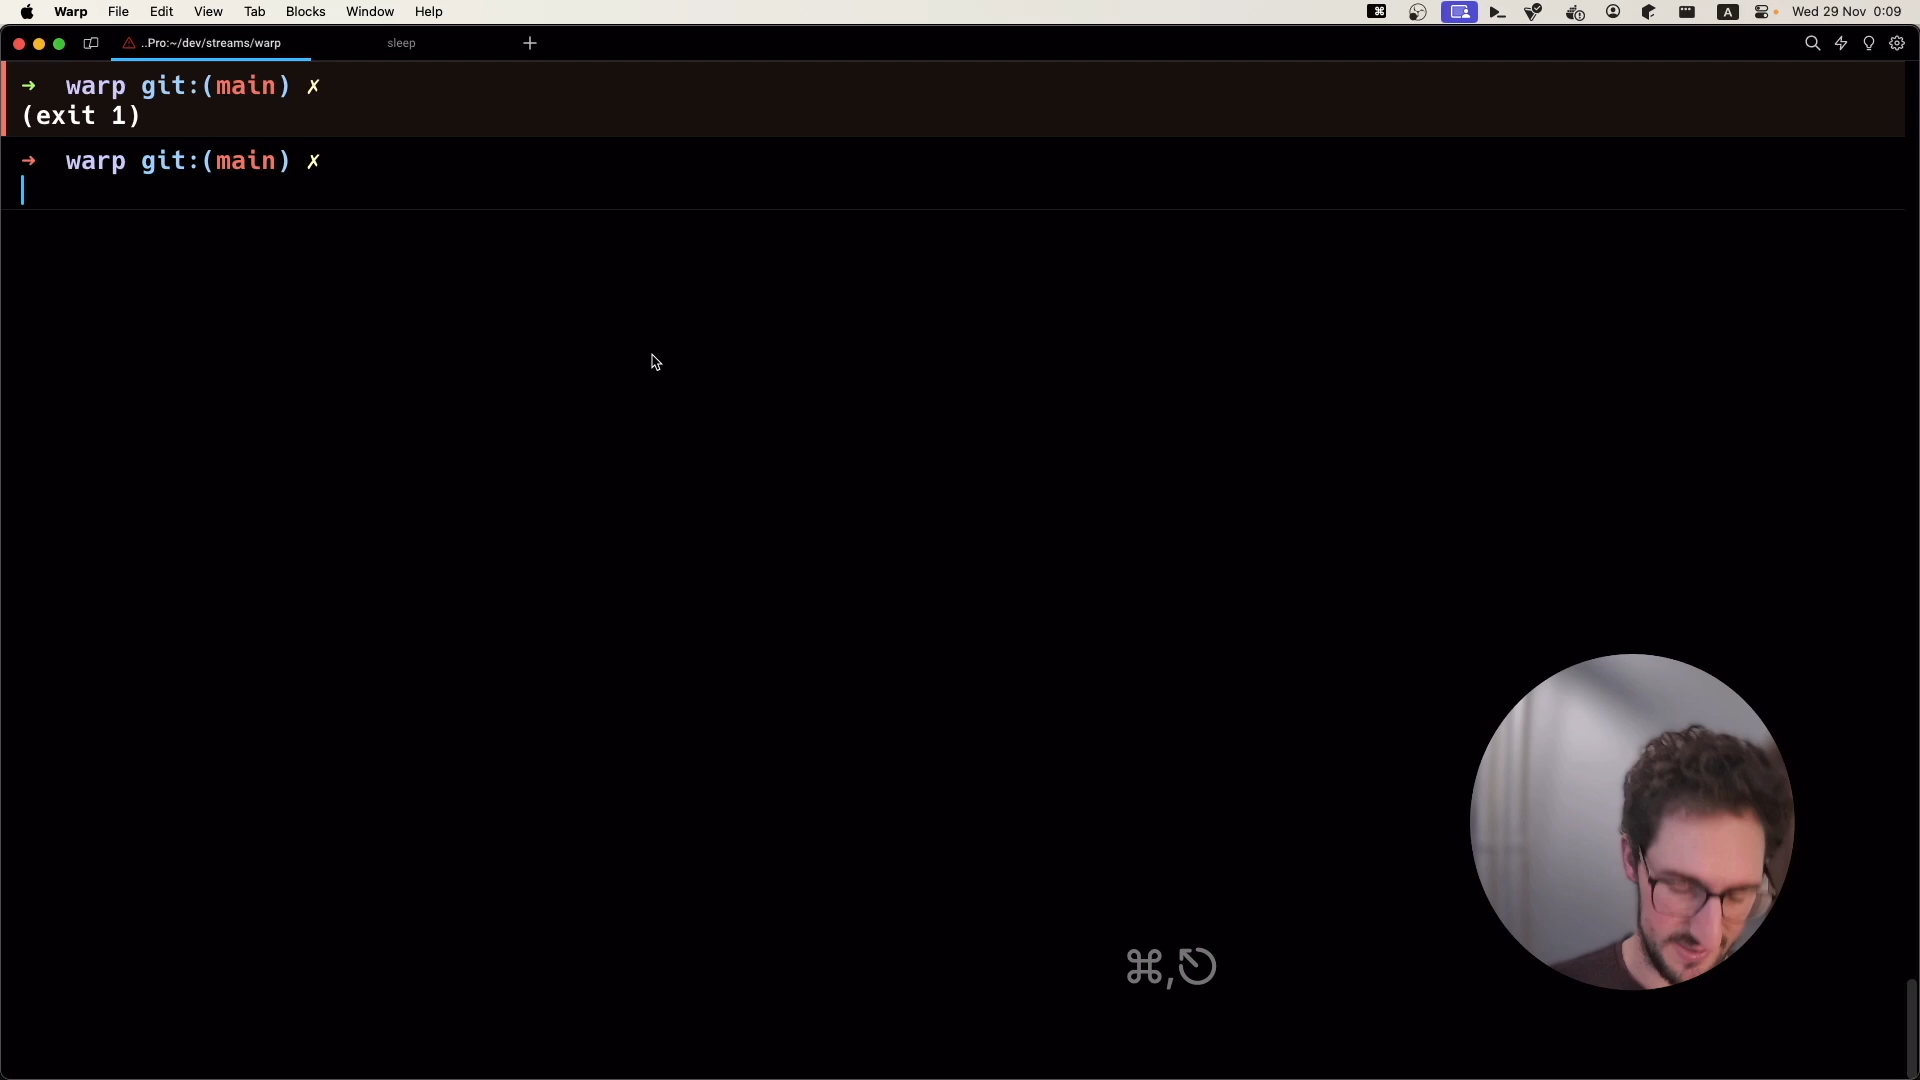 Warp File Edit View Tab Blocks Window Help
A Wed 29 Nov 0:09
..Pro:~/dev/streams/warp sleep +
➜ warp git:(main) ✗
(exit 1)
➜ warp git:(main) ✗
⌘,⎋